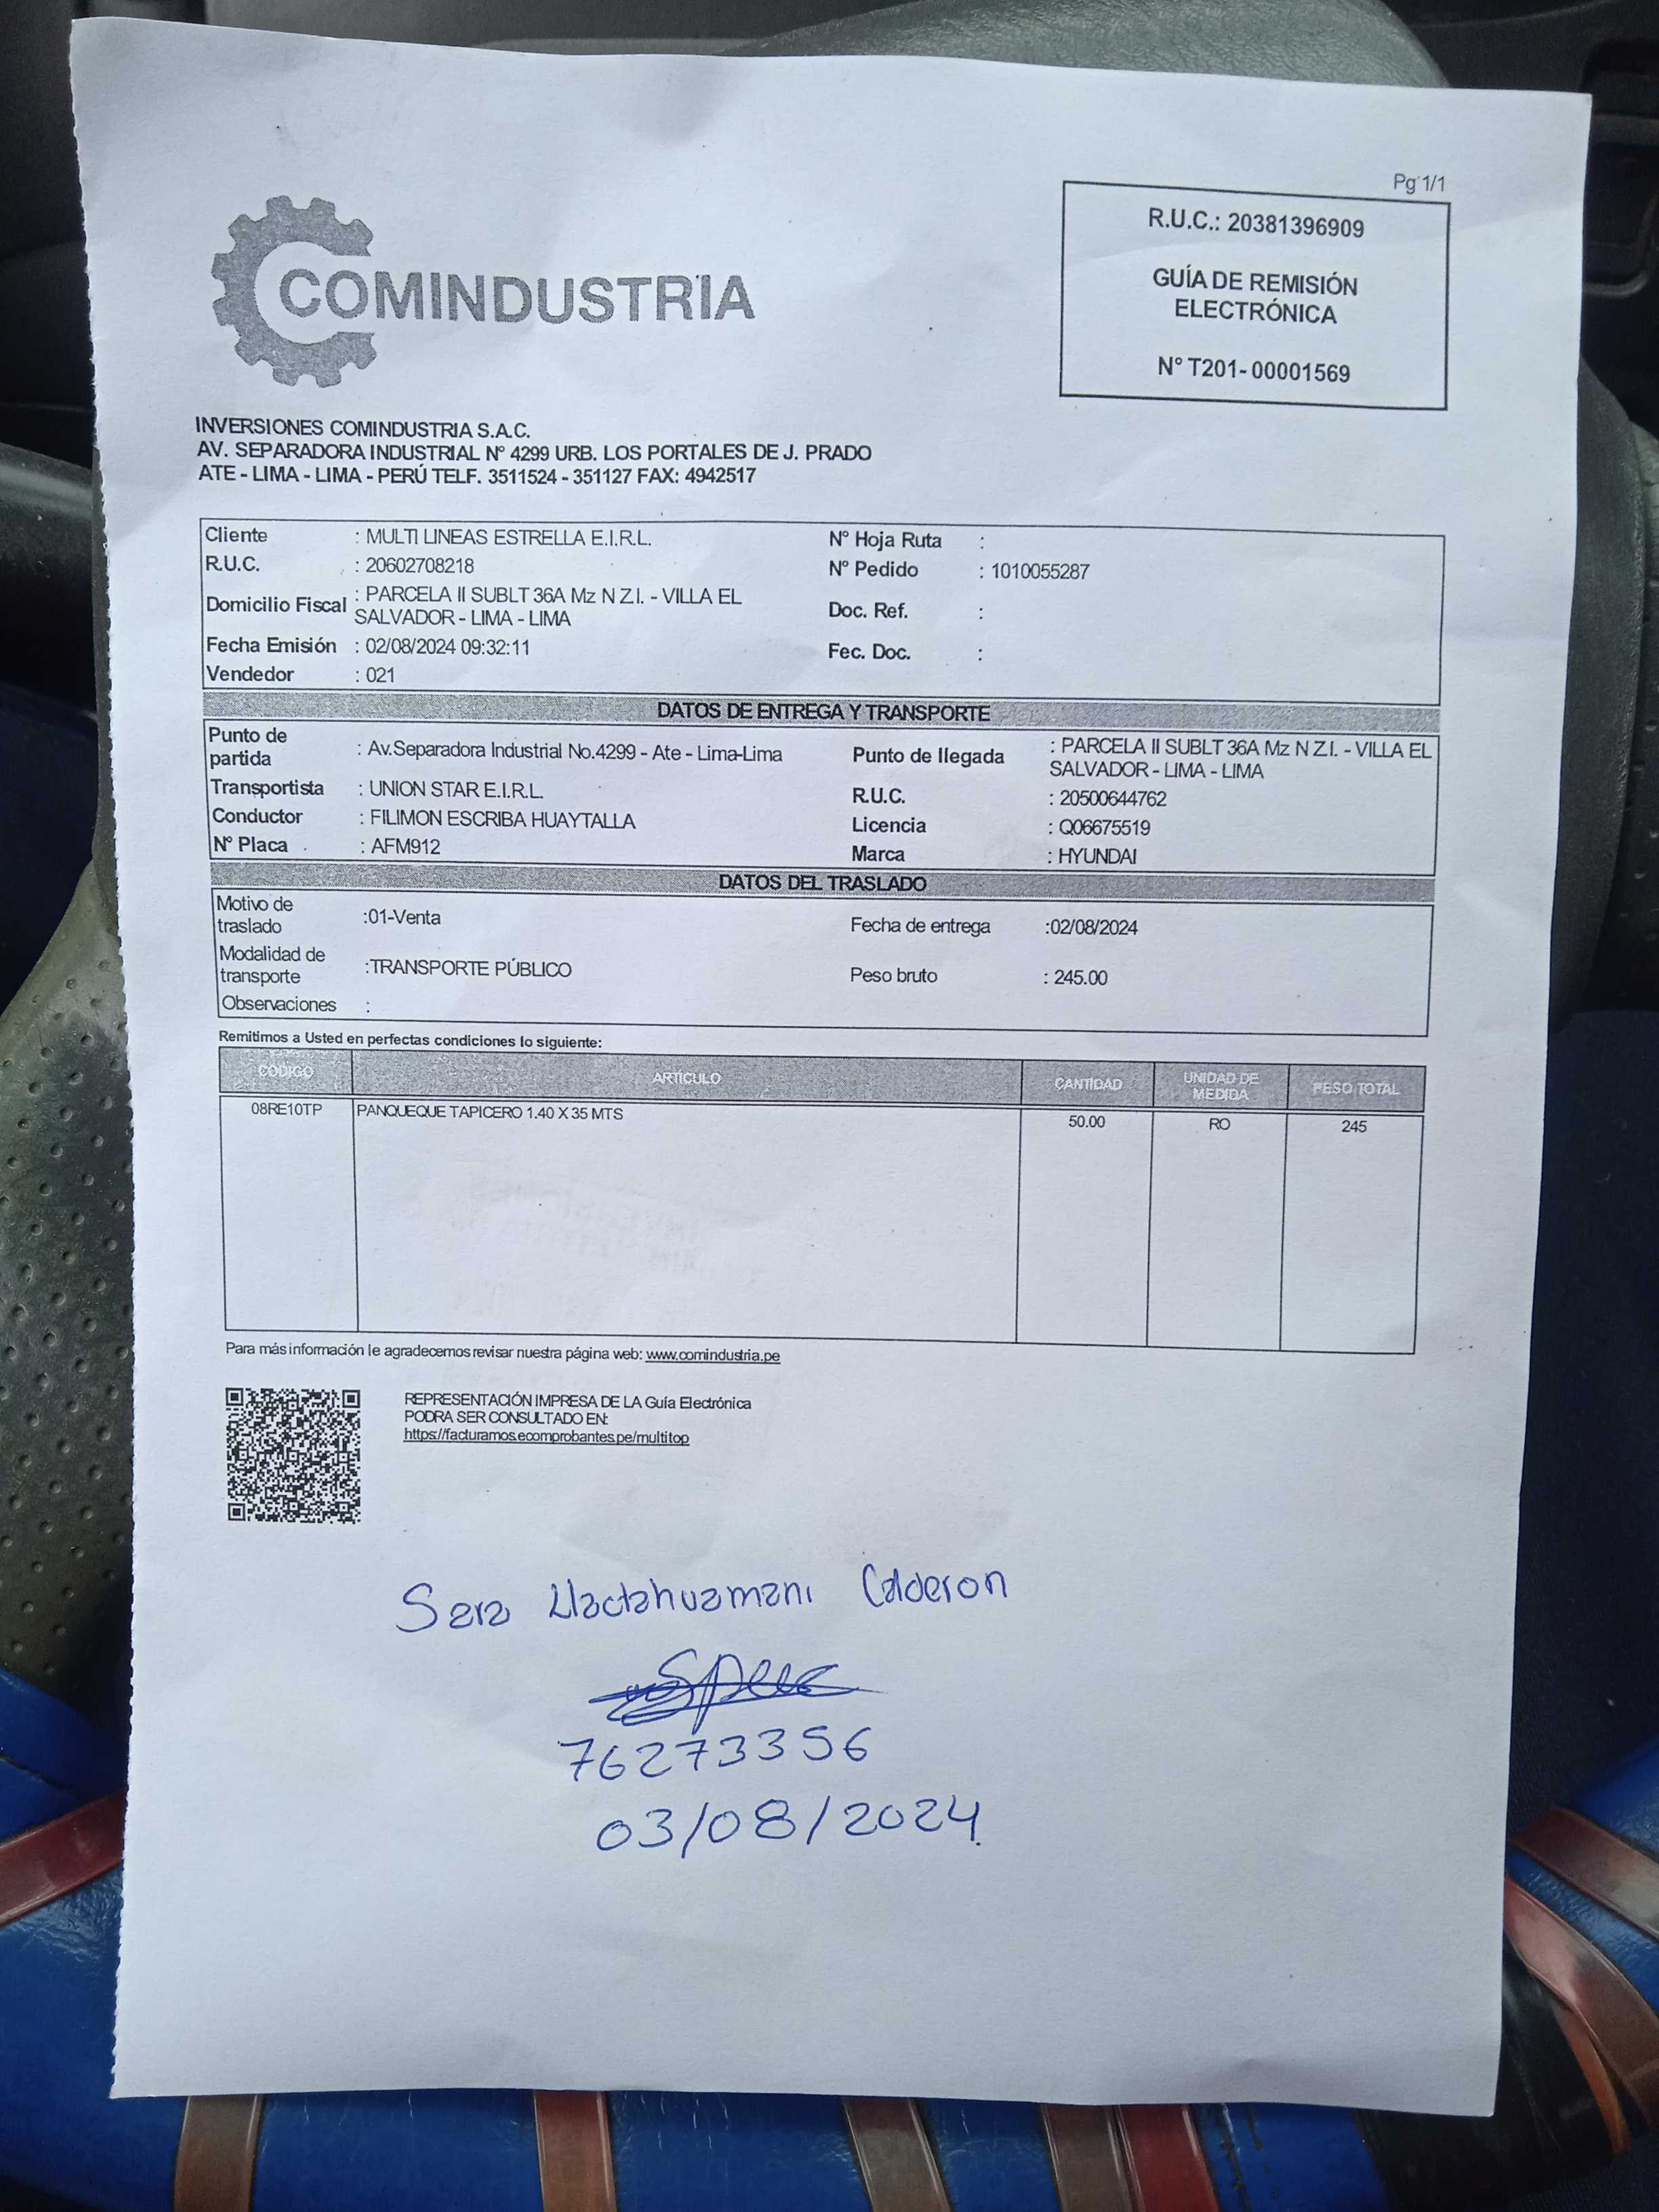 Pg 1/1
COMINDUSTRIA
R.U.C.: 20381396909
GUÍA DE REMISIÓN
ELECTRÓNICA
Nº T201-00001569
INVERSIONES COMINDUSTRIA S.A.C.
AV. SEPARADORA INDUSTRIAL Nº 4299 URB. LOS PORTALES DE J. PRADO
ATE - LIMA - LIMA - PERÚ TELF. 3511524 - 351127 FAX: 4942517
Cliente : MULTI LINEAS ESTRELLA E.I.R.L. Nº Hoja Ruta :
R.U.C. : 20602708218 Nº Pedido : 1010055287
Domicilio Fiscal : PARCELA II SUBLT 36A Mz N Z.I. - VILLA EL
SALVADOR - LIMA - LIMA Doc. Ref. :
Fecha Emisión : 02/08/2024 09:32:11 Fec. Doc. :
Vendedor : 021
DATOS DE ENTREGA Y TRANSPORTE
Punto de
partida : Av.Separadora Industrial No.4299 - Ate - Lima-Lima Punto de llegada : PARCELA II SUBLT 36A Mz N Z.I. - VILLA EL
SALVADOR - LIMA - LIMA
Transportista : UNION STAR E.I.R.L. R.U.C. : 20500644762
Conductor : FILIMON ESCRIBA HUAYTALLA Licencia : Q06675519
Nº Placa : AFM912 Marca : HYUNDAI
DATOS DEL TRASLADO
Motivo de
traslado :01-Venta Fecha de entrega :02/08/2024
Modalidad de
transporte :TRANSPORTE PÚBLICO Peso bruto : 245.00
Observaciones :
Remitimos a Usted en perfectas condiciones lo siguiente:
CODIGO ARTÍCULO CANTIDAD UNIDAD DE
MEDIDA PESO TOTAL
08RE10TP PANQUEQUE TAPICERO 1.40 X 35 MTS 50.00 RO 245
Para más información le agradecemos revisar nuestra página web: www.comindustria.pe
REPRESENTACIÓN IMPRESA DE LA Guía Electrónica
PODRA SER CONSULTADO EN:
https://facturamos.ecomprobantes.pe/multitop
Sara Llactahuamani Calderon
76273356
03/08/2024